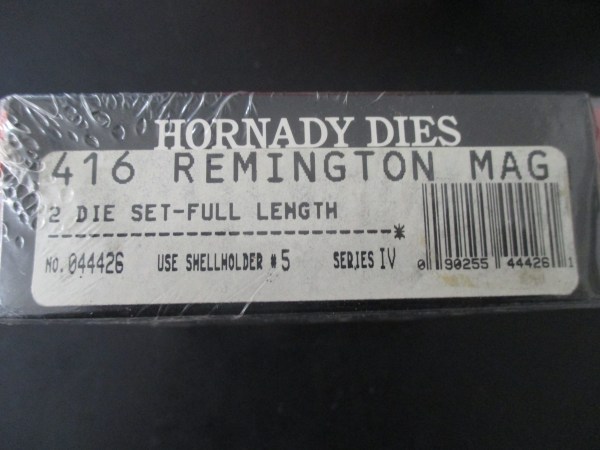 HORNADY DIES
416 REMINGTON MAG
2 DIE SET-FULL LENGTH
-------------------------------*
NO. 044426 USE SHELLHOLDER #5 SERIES IV
0 90255 44426 1